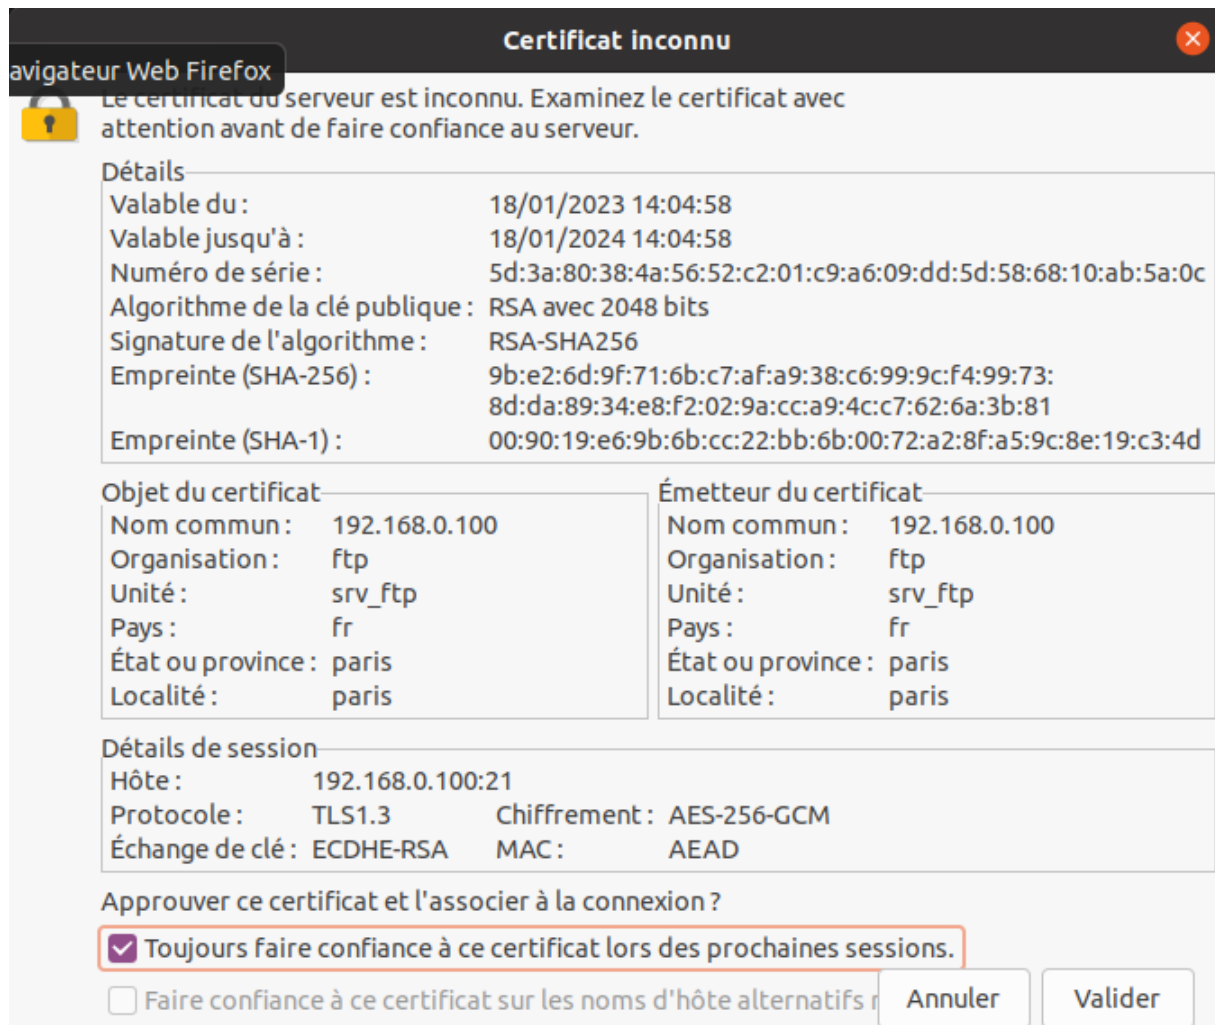 Certificat inconnu
avigateur Web Firefox
Le certificat du serveur est inconnu. Examinez le certificat avec
attention avant de faire confiance au serveur.
Détails
Valable du : 18/01/2023 14:04:58
Valable jusqu'à : 18/01/2024 14:04:58
Numéro de série : 5d:3a:80:38:4a:56:52:c2:01:c9:a6:09:dd:5d:58:68:10:ab:5a:0c
Algorithme de la clé publique : RSA avec 2048 bits
Signature de l'algorithme : RSA-SHA256
Empreinte (SHA-256) : 9b:e2:6d:9f:71:6b:c7:af:a9:38:c6:99:9c:f4:99:73:
8d:da:89:34:e8:f2:02:9a:cc:a9:4c:c7:62:6a:3b:81
Empreinte (SHA-1) : 00:90:19:e6:9b:6b:cc:22:bb:6b:00:72:a2:8f:a5:9c:8e:19:c3:4d
Objet du certificat
Nom commun : 192.168.0.100
Organisation : ftp
Unité : srv_ftp
Pays : fr
État ou province : paris
Localité : paris
Émetteur du certificat
Nom commun : 192.168.0.100
Organisation : ftp
Unité : srv_ftp
Pays : fr
État ou province : paris
Localité : paris
Détails de session
Hôte : 192.168.0.100:21
Protocole : TLS1.3 Chiffrement : AES-256-GCM
Échange de clé : ECDHE-RSA MAC : AEAD
Approuver ce certificat et l'associer à la connexion ?
Toujours faire confiance à ce certificat lors des prochaines sessions.
Faire confiance à ce certificat sur les noms d'hôte alternatifs
Annuler Valider